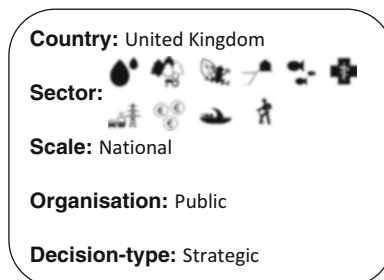 Country: United Kingdom
Sector:
Scale: National
Organisation: Public
Decision-type: Strategic